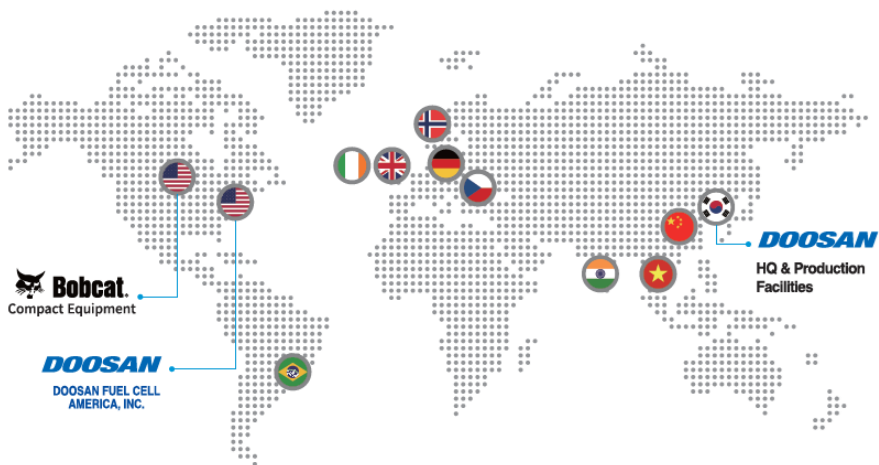 Bobcat.
Compact Equipment
DOOSAN
DOOSAN FUEL CELL
AMERICA, INC.
DOOSAN
HQ & Production
Facilities